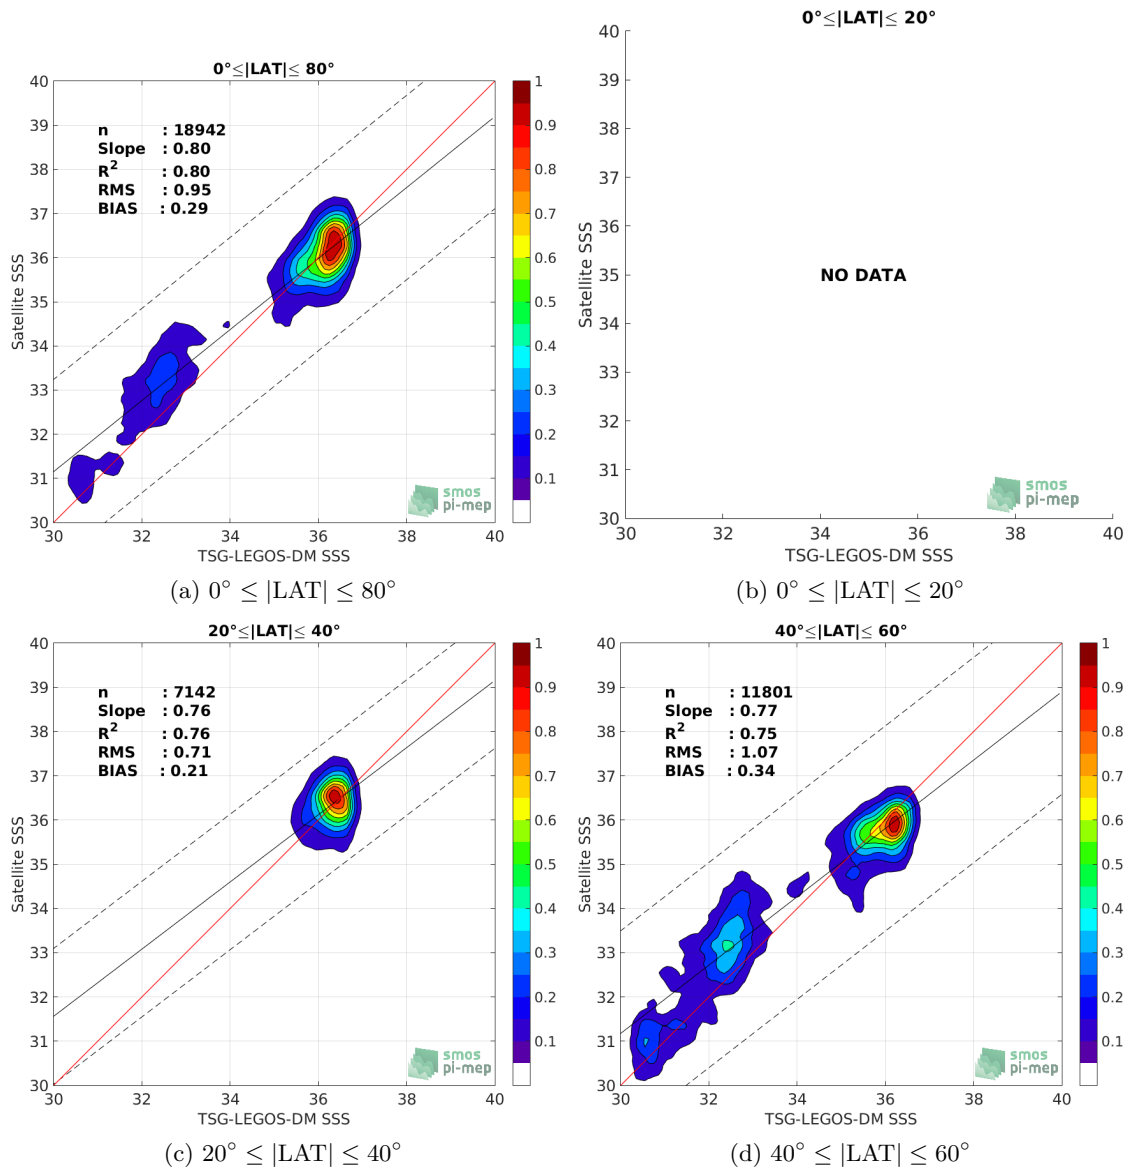 0°≤|LAT|≤ 80°
40
39
38
37
36
35
34
33
32
31
30
Satellite SSS
n : 18942
Slope : 0.80
R² : 0.80
RMS : 0.95
BIAS : 0.29
smos
pi-mep
30 32 34 36 38 40
TSG-LEGOS-DM SSS
1
0.9
0.8
0.7
0.6
0.5
0.4
0.3
0.2
0.1
(a) 0° ≤ |LAT| ≤ 80°
0°≤|LAT|≤ 20°
40
39
38
37
36
35
34
33
32
31
30
Satellite SSS
NO DATA
smos
pi-mep
30 32 34 36 38 40
TSG-LEGOS-DM SSS
(b) 0° ≤ |LAT| ≤ 20°
20°≤|LAT|≤ 40°
40
39
38
37
36
35
34
33
32
31
30
Satellite SSS
n : 7142
Slope : 0.76
R² : 0.76
RMS : 0.71
BIAS : 0.21
smos
pi-mep
30 32 34 36 38 40
TSG-LEGOS-DM SSS
1
0.9
0.8
0.7
0.6
0.5
0.4
0.3
0.2
0.1
(c) 20° ≤ |LAT| ≤ 40°
40°≤|LAT|≤ 60°
40
39
38
37
36
35
34
33
32
31
30
Satellite SSS
n : 11801
Slope : 0.77
R² : 0.75
RMS : 1.07
BIAS : 0.34
smos
pi-mep
30 32 34 36 38 40
TSG-LEGOS-DM SSS
1
0.9
0.8
0.7
0.6
0.5
0.4
0.3
0.2
0.1
(d) 40° ≤ |LAT| ≤ 60°